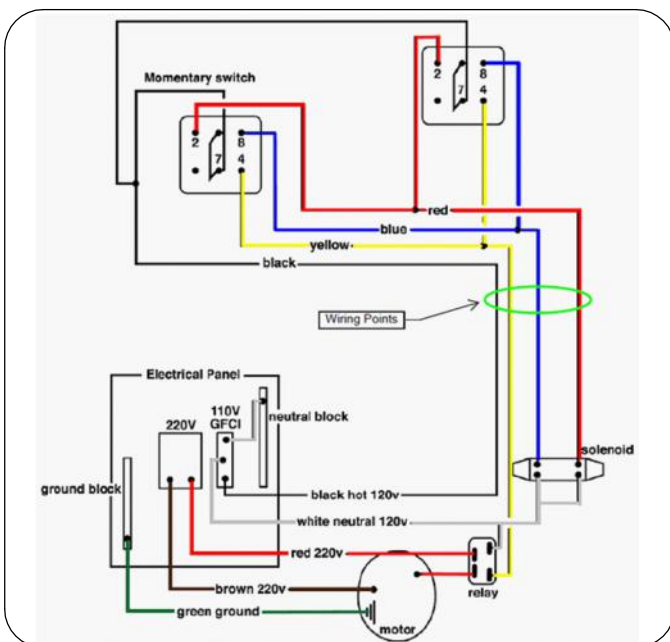 2
8
7
4
Momentary switch
2
8
7
4
red
blue
yellow
black
Wiring Points
Electrical Panel
220V
110V
GFCI
neutral block
ground block
solenoid
black hot 120v
white neutral 120v
red 220v
relay
brown 220v
green ground
motor